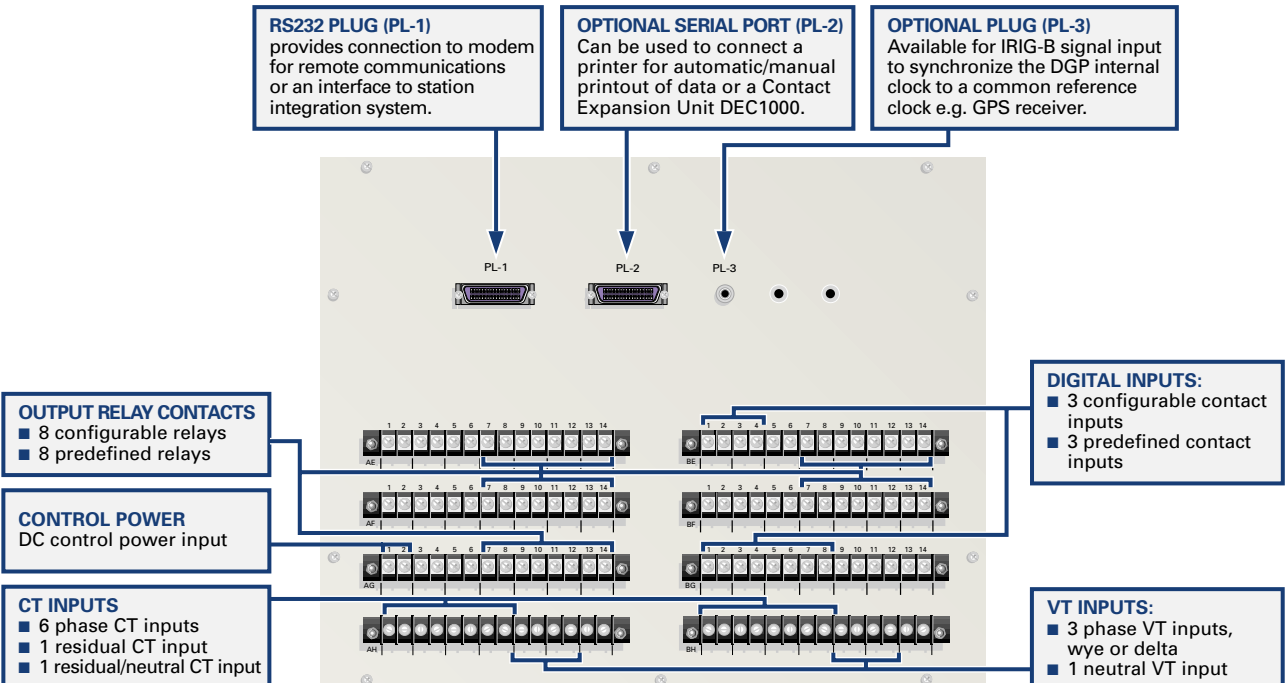 RS232 PLUG (PL-1)
provides connection to modem
for remote communications
or an interface to station
integration system.
OPTIONAL SERIAL PORT (PL-2)
Can be used to connect a
printer for automatic/manual
printout of data or a Contact
Expansion Unit DEC1000.
OPTIONAL PLUG (PL-3)
Available for IRIG-B signal input
to synchronize the DGP internal
clock to a common reference
clock e.g. GPS receiver.
PL-1
PL-2
PL-3
OUTPUT RELAY CONTACTS
■ 8 configurable relays
■ 8 predefined relays
CONTROL POWER
DC control power input
CT INPUTS
■ 6 phase CT inputs
■ 1 residual CT input
■ 1 residual/neutral CT input
1 2 3 4 5 6 7 8 9 10 11 12 13 14
AE
1 2 3 4 5 6 7 8 9 10 11 12 13 14
BE
1 2 3 4 5 6 7 8 9 10 11 12 13 14
AF
1 2 3 4 5 6 7 8 9 10 11 12 13 14
BF
1 2 3 4 5 6 7 8 9 10 11 12 13 14
AG
1 2 3 4 5 6 7 8 9 10 11 12 13 14
BG
AH
BH
DIGITAL INPUTS:
■ 3 configurable contact
inputs
■ 3 predefined contact
inputs
VT INPUTS:
■ 3 phase VT inputs,
wye or delta
■ 1 neutral VT input